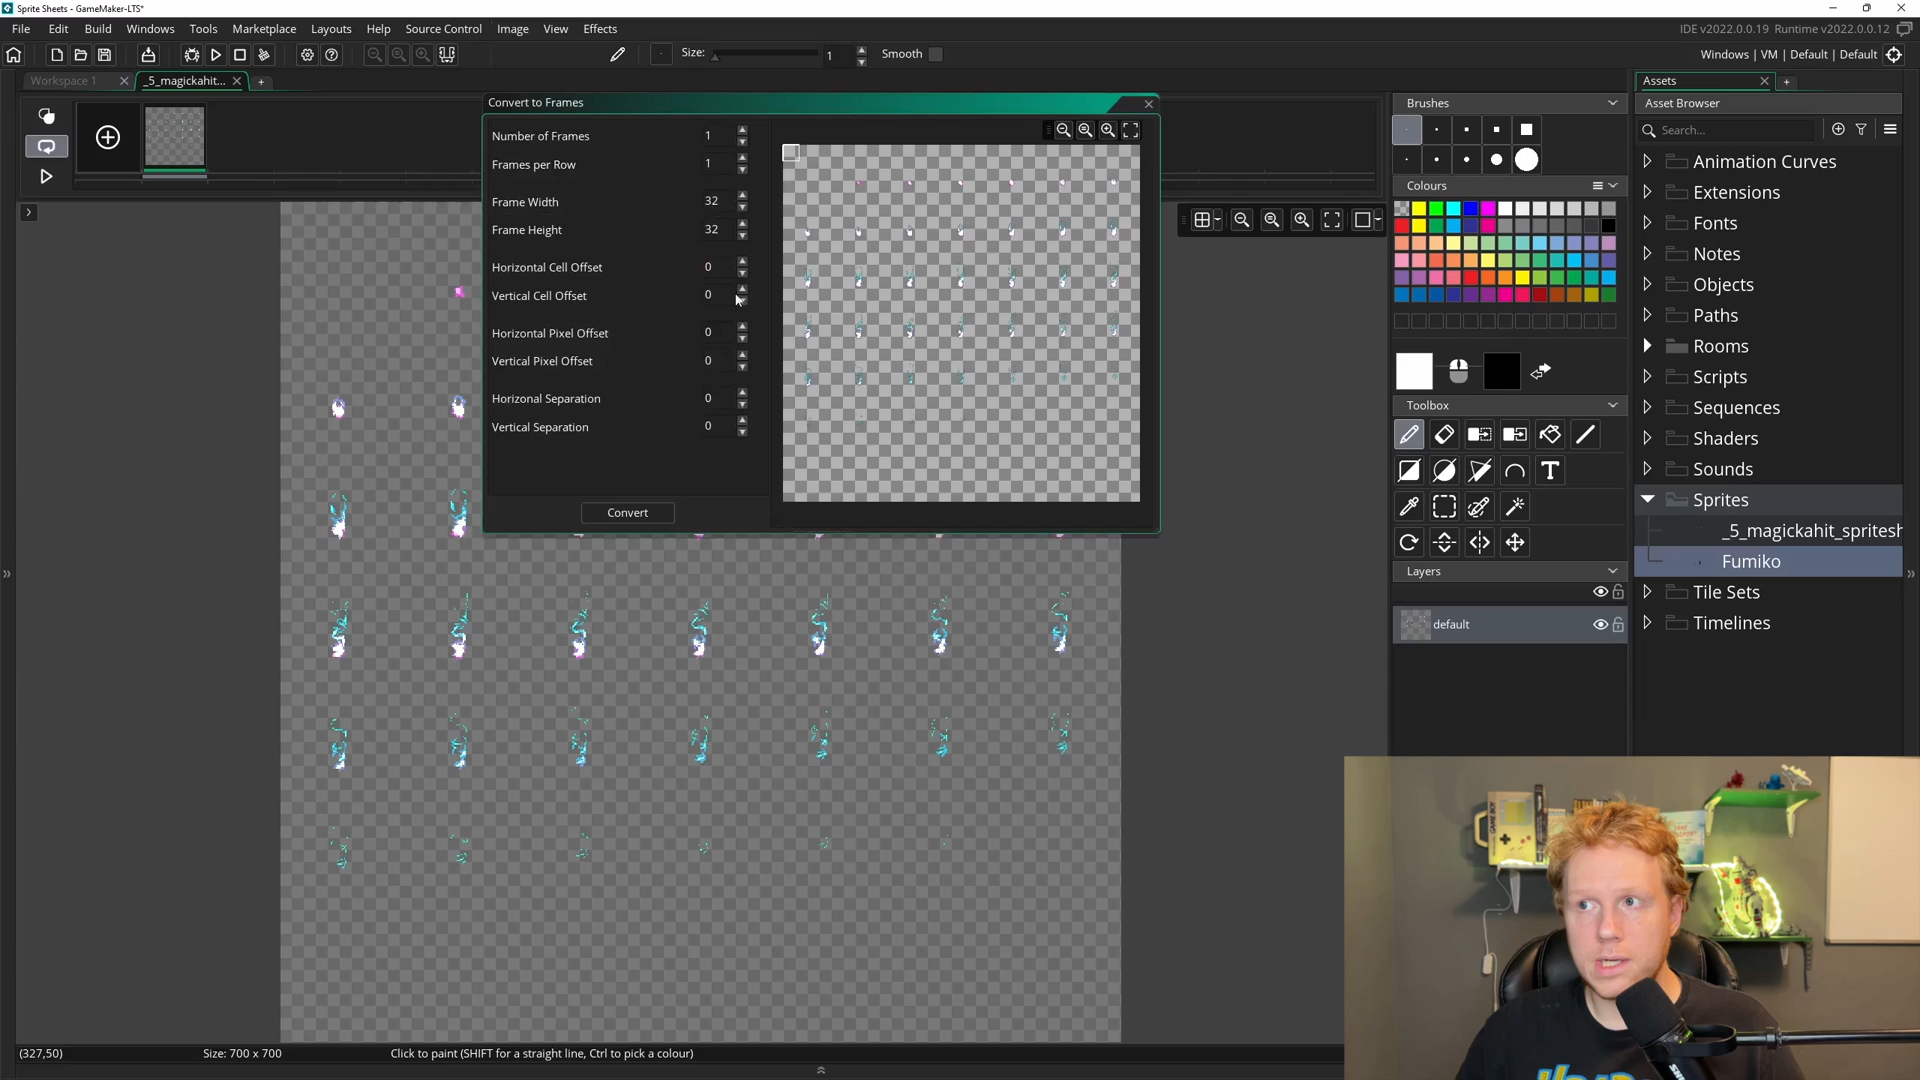 Sprite Sheets - GameMaker-LTS*
File Edit Build Windows Tools Help Marketplace Layouts Source Control Image View Effects
IDE v2022.0.0.19 Runtime v2022.0.0.12
Size: 1 Smooth
Windows | VM | Default | Default
Workspace 1
_5_magickahit...
Convert to Frames
Number of Frames 1
Frames per Row 1
Frame Width 32
Frame Height 32
Horizontal Cell Offset 0
Vertical Cell Offset 0
Horizontal Pixel Offset 0
Vertical Pixel Offset 0
Horizonal Separation 0
Vertical Separation 0
Convert
Brushes
Colours
Toolbox
T
Layers
default
Assets
Asset Browser
Search...
Animation Curves
Extensions
Fonts
Notes
Objects
Paths
Rooms
Scripts
Sequences
Shaders
Sounds
Sprites
_5_magickahit_spritesh
Fumiko
Tile Sets
Timelines
(327,50) Size: 700 x 700 Click to paint (SHIFT for a straight line, Ctrl to pick a colour)